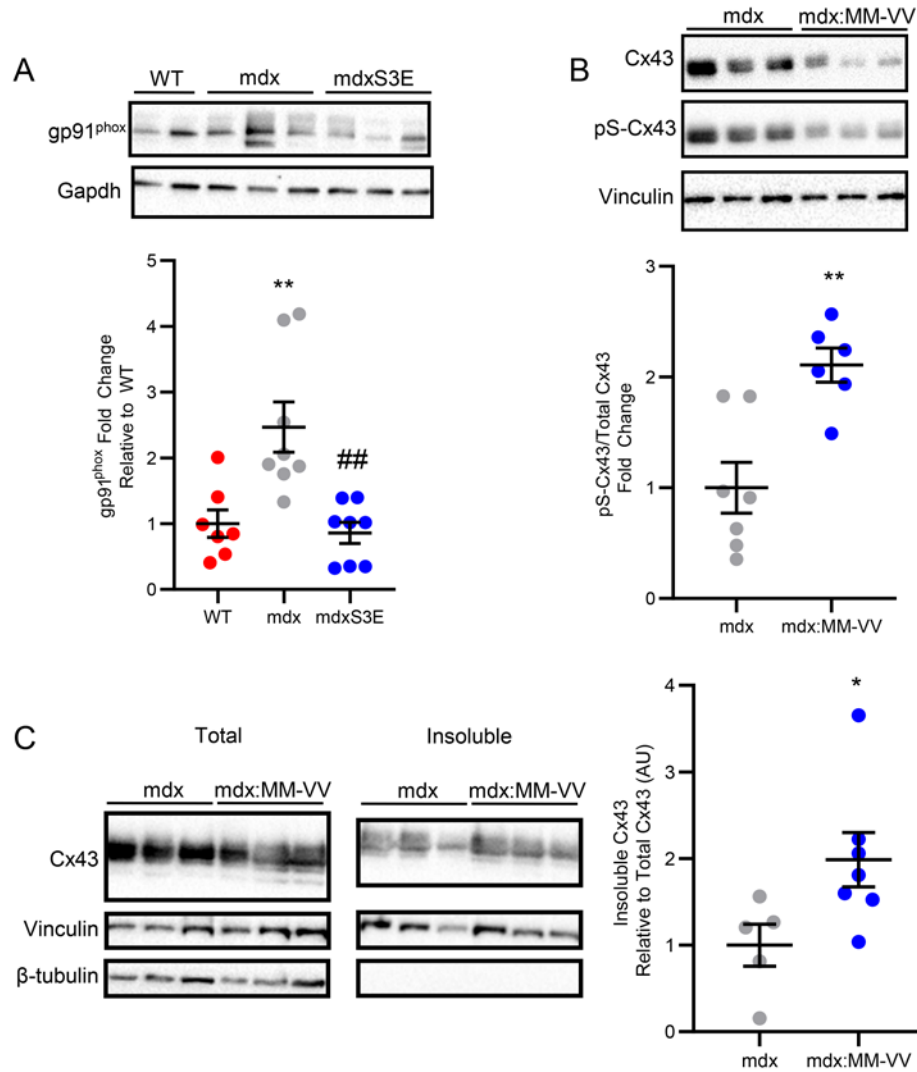 A
WT mdx mdxS3E
gp91phox
Gapdh
gp91phox Fold Change
Relative to WT
5
4
3
2
1
0
**
##
WT mdx mdxS3E
B
mdx mdx:MM-VV
Cx43
pS-Cx43
Vinculin
pS-Cx43/Total Cx43
Fold Change
3
2
1
0
**
mdx mdx:MM-VV
C
Total
mdx mdx:MM-VV
Insoluble
mdx mdx:MM-VV
Cx43
Vinculin
β-tubulin
Insoluble Cx43
Relative to Total Cx43 (AU)
4
3
2
1
0
*
mdx mdx:MM-VV